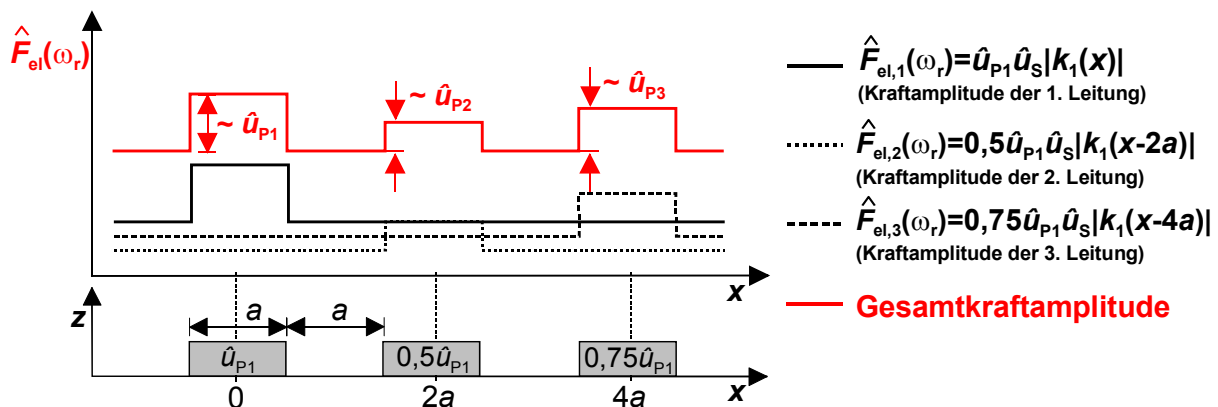 F̂el(ωr)
~ ûP1
~ ûP2
~ ûP3
x
F̂el,1(ωr)=ûP1ûS|k1(x)|
(Kraftamplitude der 1. Leitung)
F̂el,2(ωr)=0,5ûP1ûS|k1(x-2a)|
(Kraftamplitude der 2. Leitung)
F̂el,3(ωr)=0,75ûP1ûS|k1(x-4a)|
(Kraftamplitude der 3. Leitung)
Gesamtkraftamplitude
z
a
a
ûP1
0,5ûP1
0,75ûP1
0
2a
4a
x